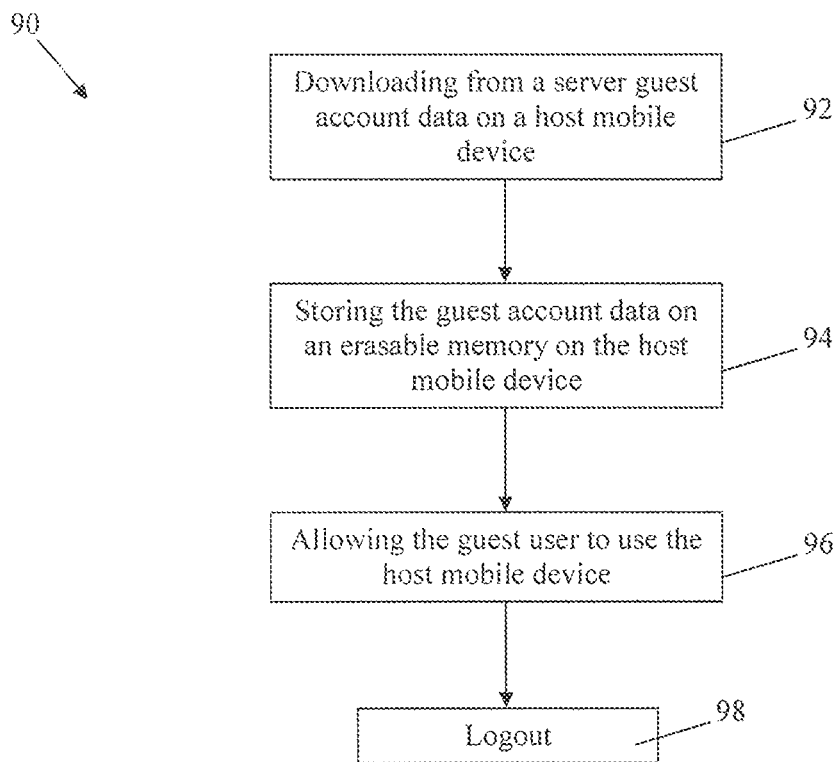 90
Downloading from a server guest
account data on a host mobile
device
92
Storing the guest account data on
an erasable memory on the host
mobile device
94
Allowing the guest user to use the
host mobile device
96
Logout
98